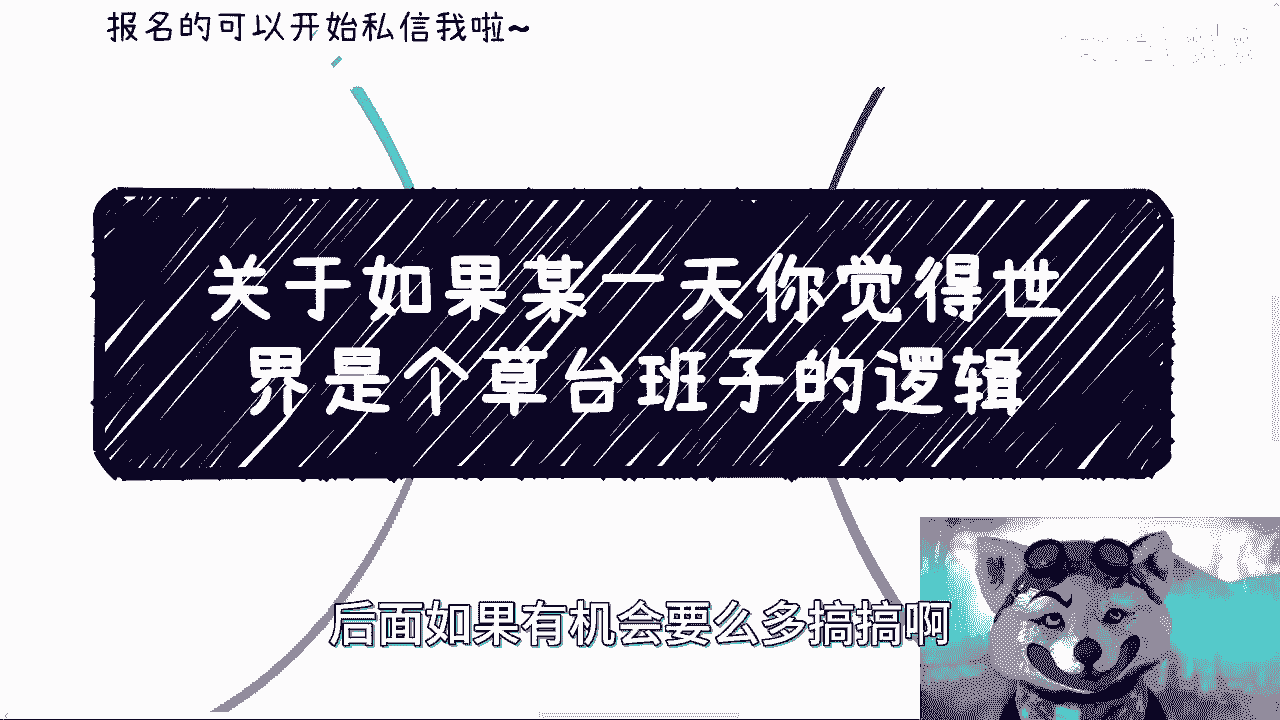 报名的可以开始私信我啦~
关于如果某一天你觉得世
界是个草台班子的逻辑
后面如果有机会要么多搞搞啊